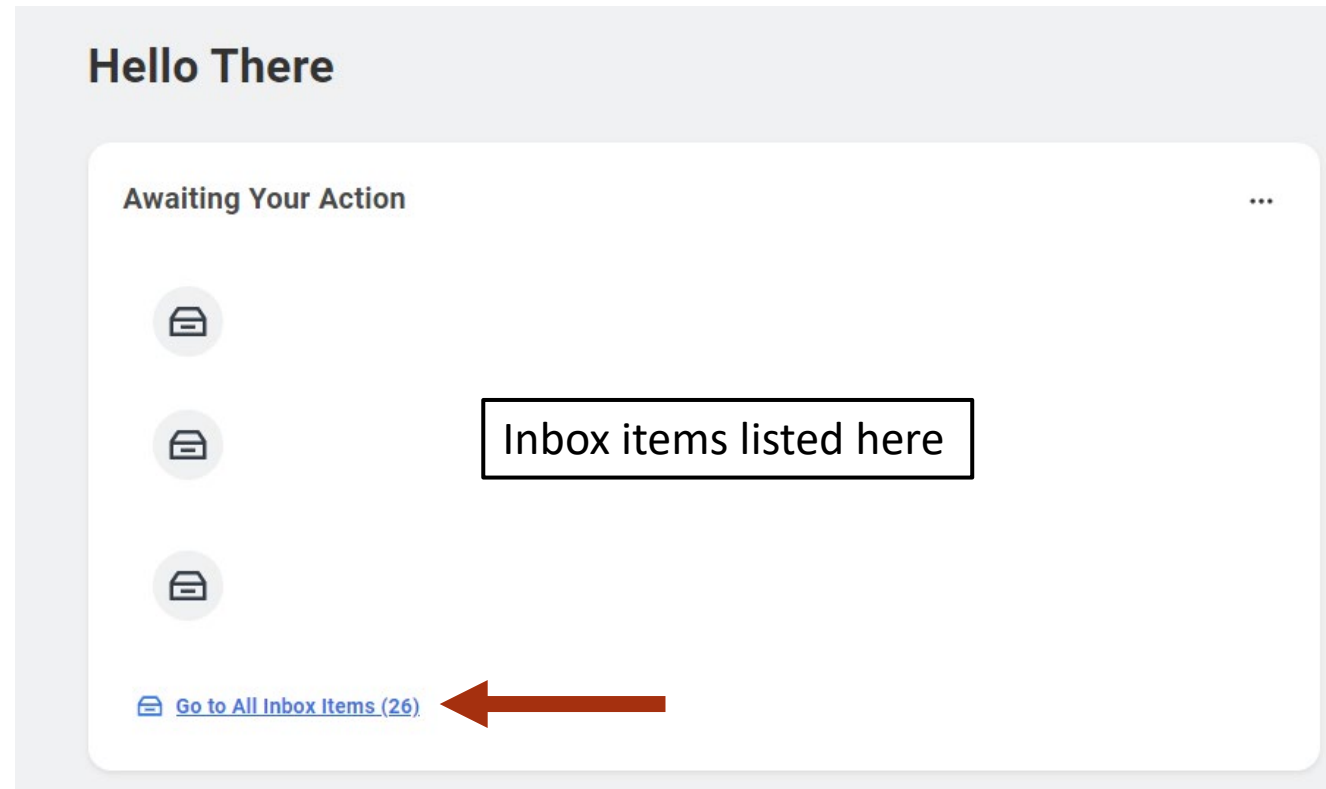 Hello There
Awaiting Your Action
Inbox items listed here
Go to All Inbox Items (26)